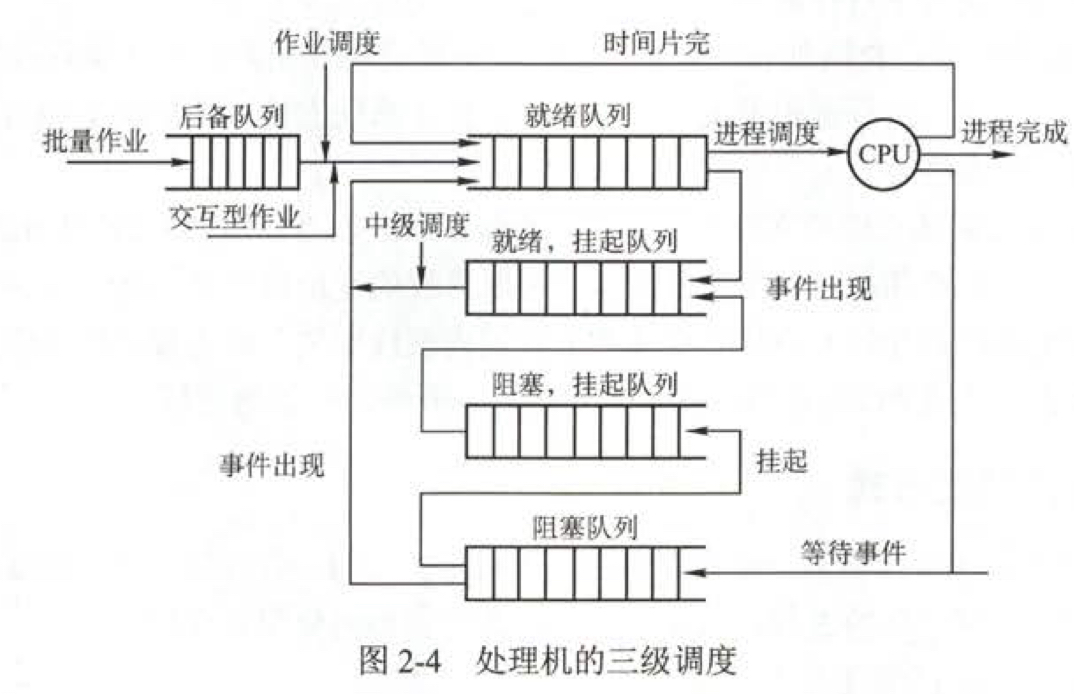 作业调度
时间片完
后备队列
就绪队列
批量作业
进程调度
CPU
进程完成
交互型作业
中级调度
就绪，挂起队列
事件出现
阻塞，挂起队列
事件出现
挂起
阻塞队列
等待事件
图 2-4 处理机的三级调度